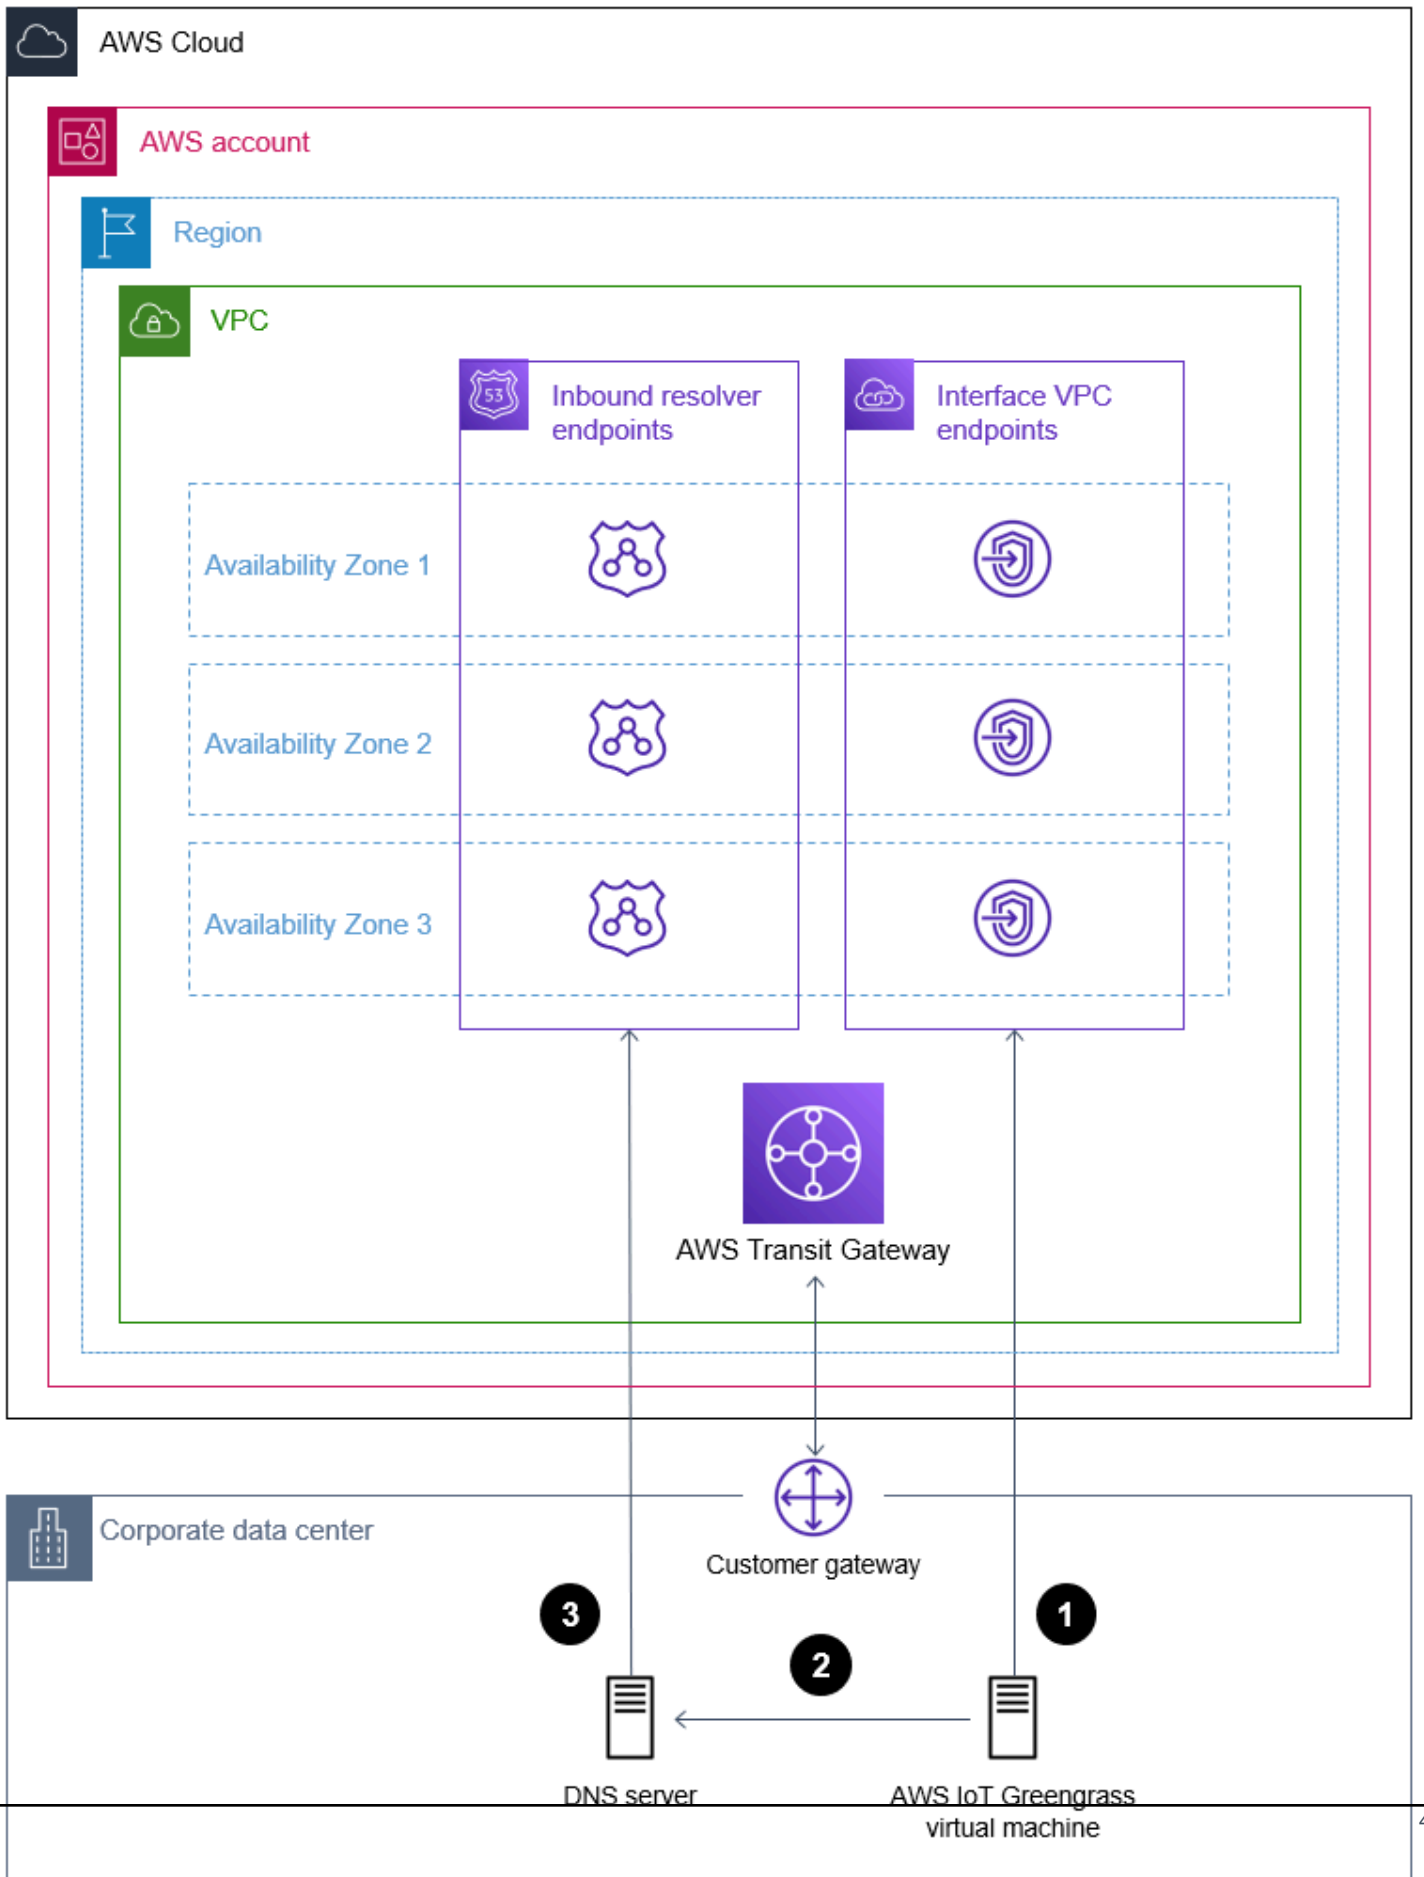 AWS Cloud
AWS account
Region
VPC
53
Inbound resolver
endpoints
Interface VPC
endpoints
Availability Zone 1
Availability Zone 2
Availability Zone 3
AWS Transit Gateway
Corporate data center
Customer gateway
3
1
2
DNS server
AWS IoT Greengrass
virtual machine